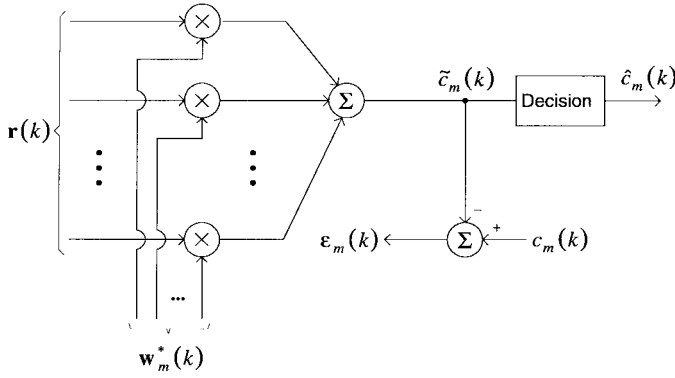 r(k)
×
×
×
⋮
⋮
Σ
c̃ₘ(k)
Decision
ĉₘ(k)
−
+
Σ
εₘ(k)
cₘ(k)
...
w*ₘ(k)